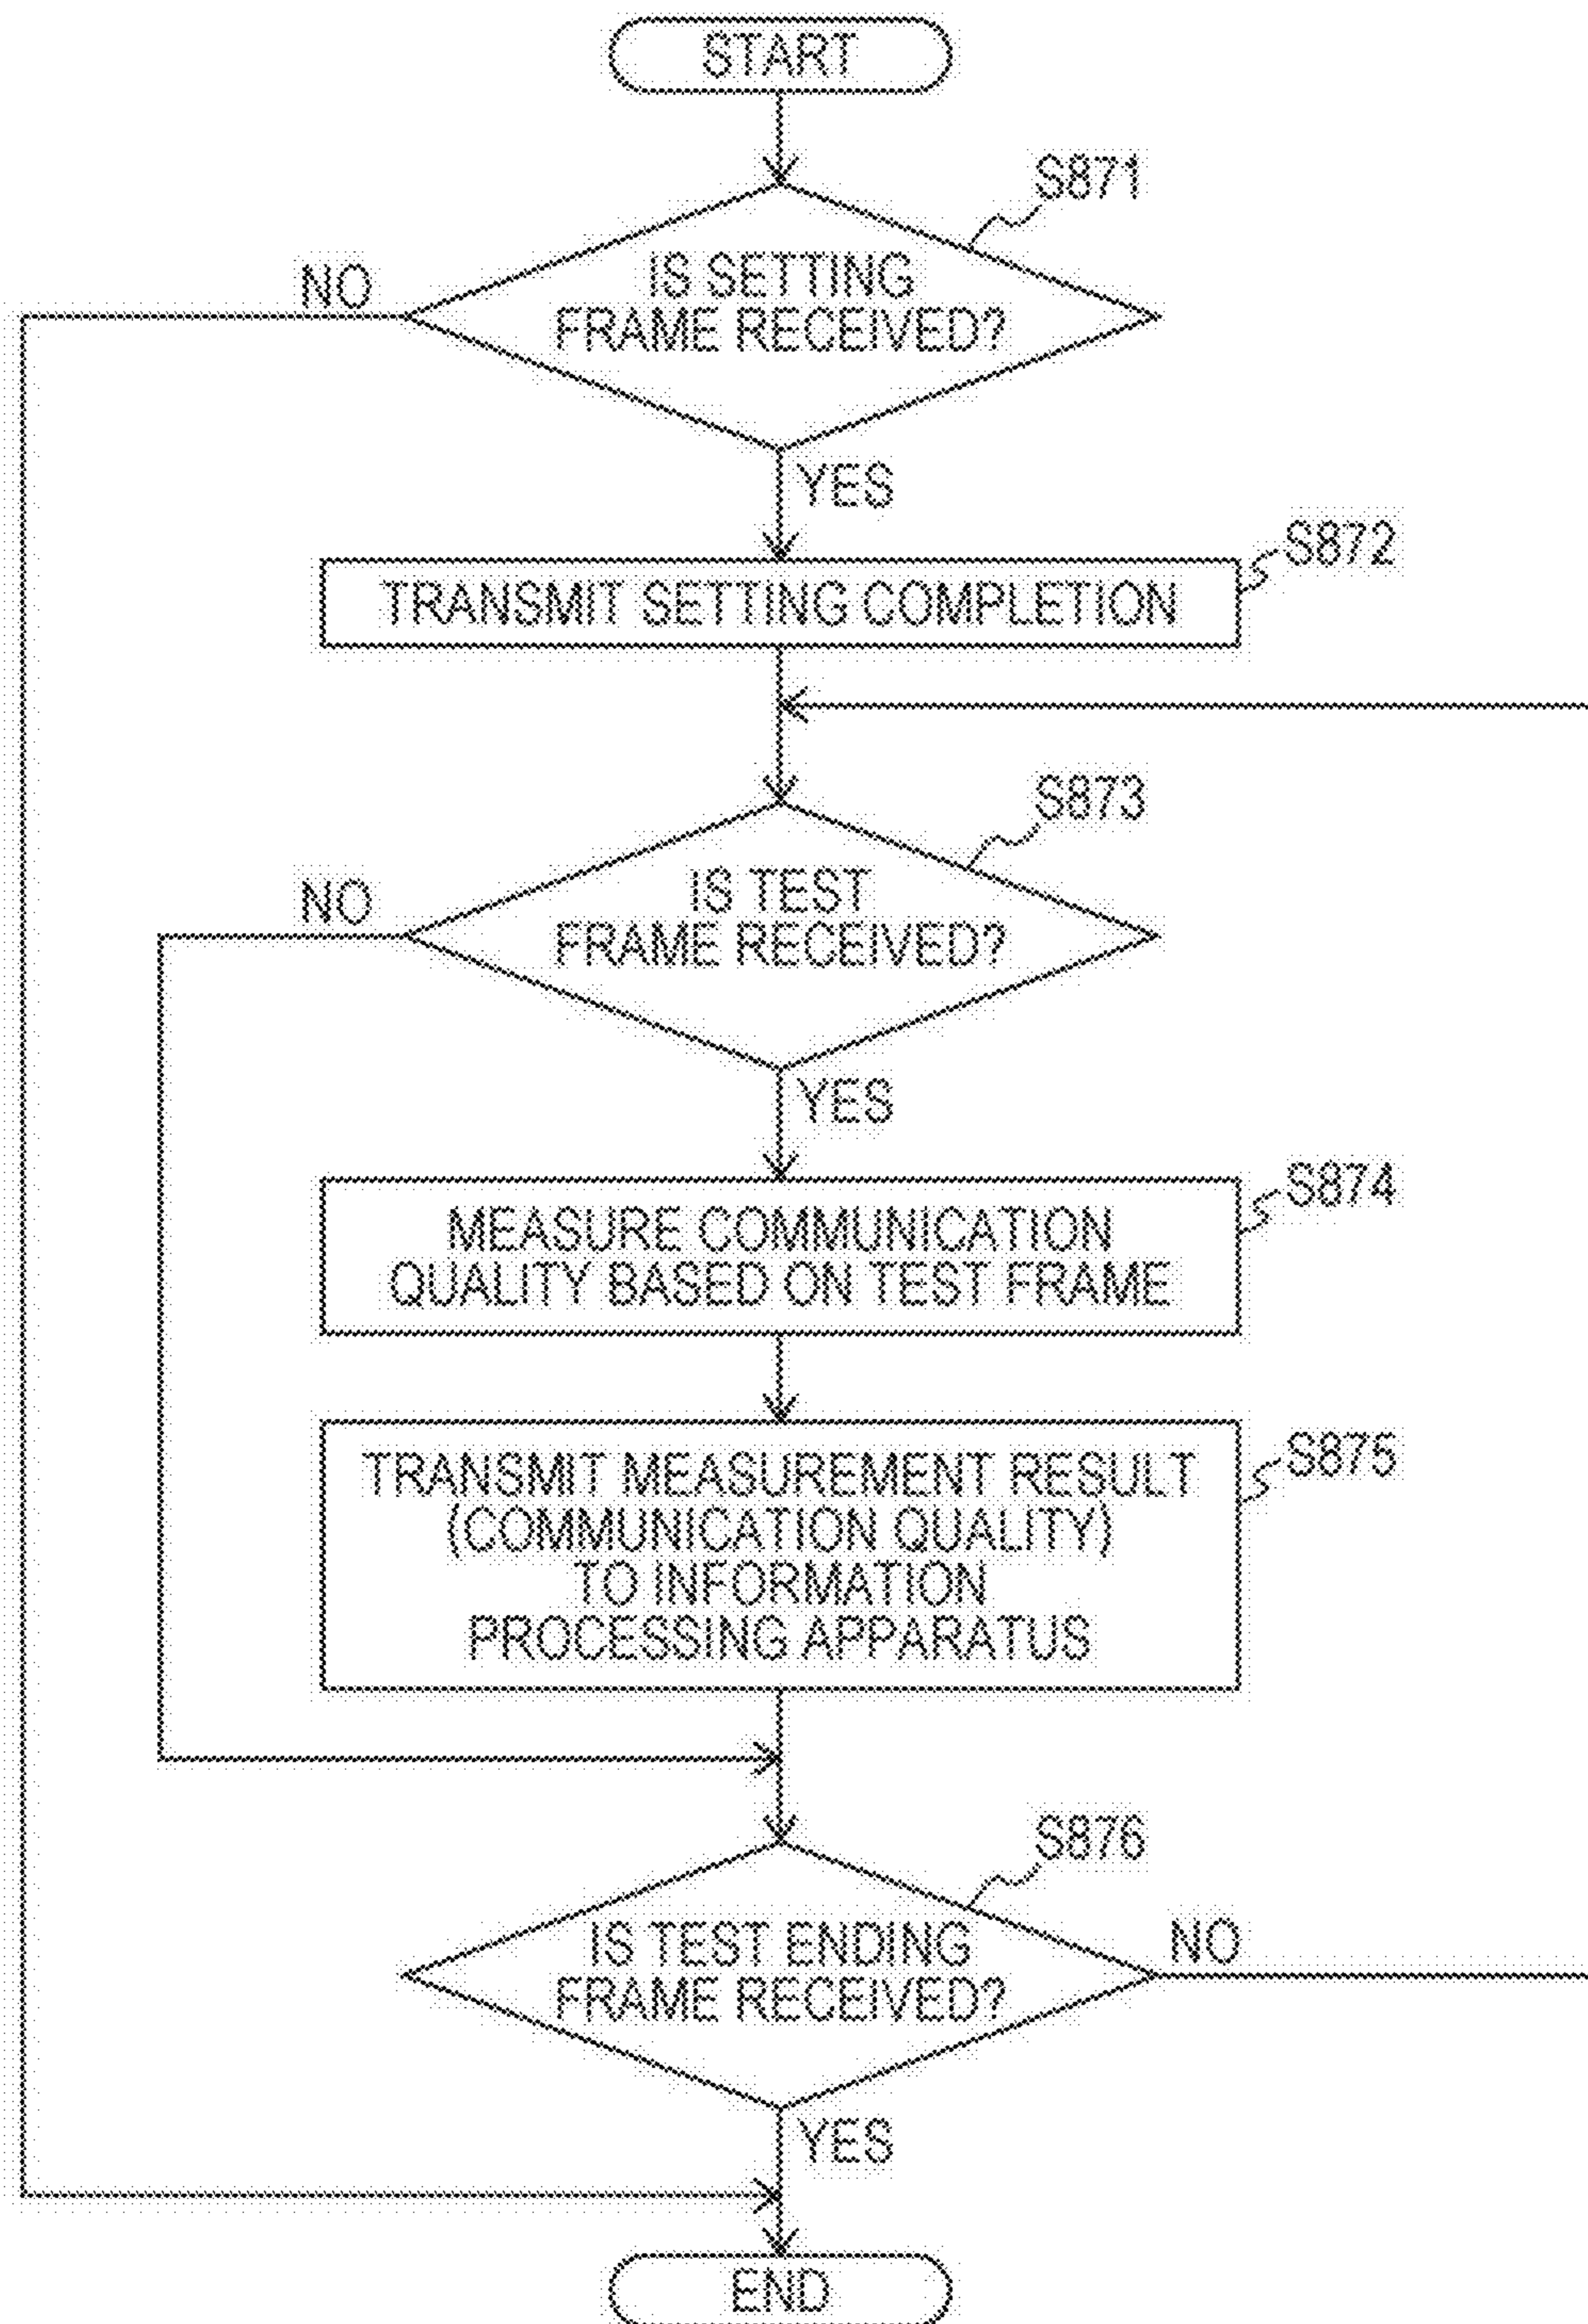 START
S871
IS SETTING
FRAME RECEIVED?
NO
YES
S872
TRANSMIT SETTING COMPLETION
S873
IS TEST
FRAME RECEIVED?
NO
YES
S874
MEASURE COMMUNICATION
QUALITY BASED ON TEST FRAME
S875
TRANSMIT MEASUREMENT RESULT
(COMMUNICATION QUALITY)
TO INFORMATION
PROCESSING APPARATUS
S876
IS TEST ENDING
FRAME RECEIVED?
NO
YES
END